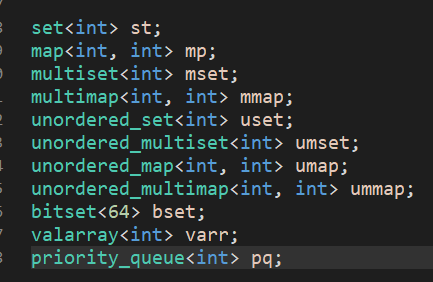 set<int> st;
map<int, int> mp;
multiset<int> mset;
multimap<int, int> mmap;
unordered_set<int> uset;
unordered_multiset<int> umset;
unordered_map<int, int> umap;
unordered_multimap<int, int> ummap;
bitset<64> bset;
valarray<int> varr;
priority_queue<int> pq;